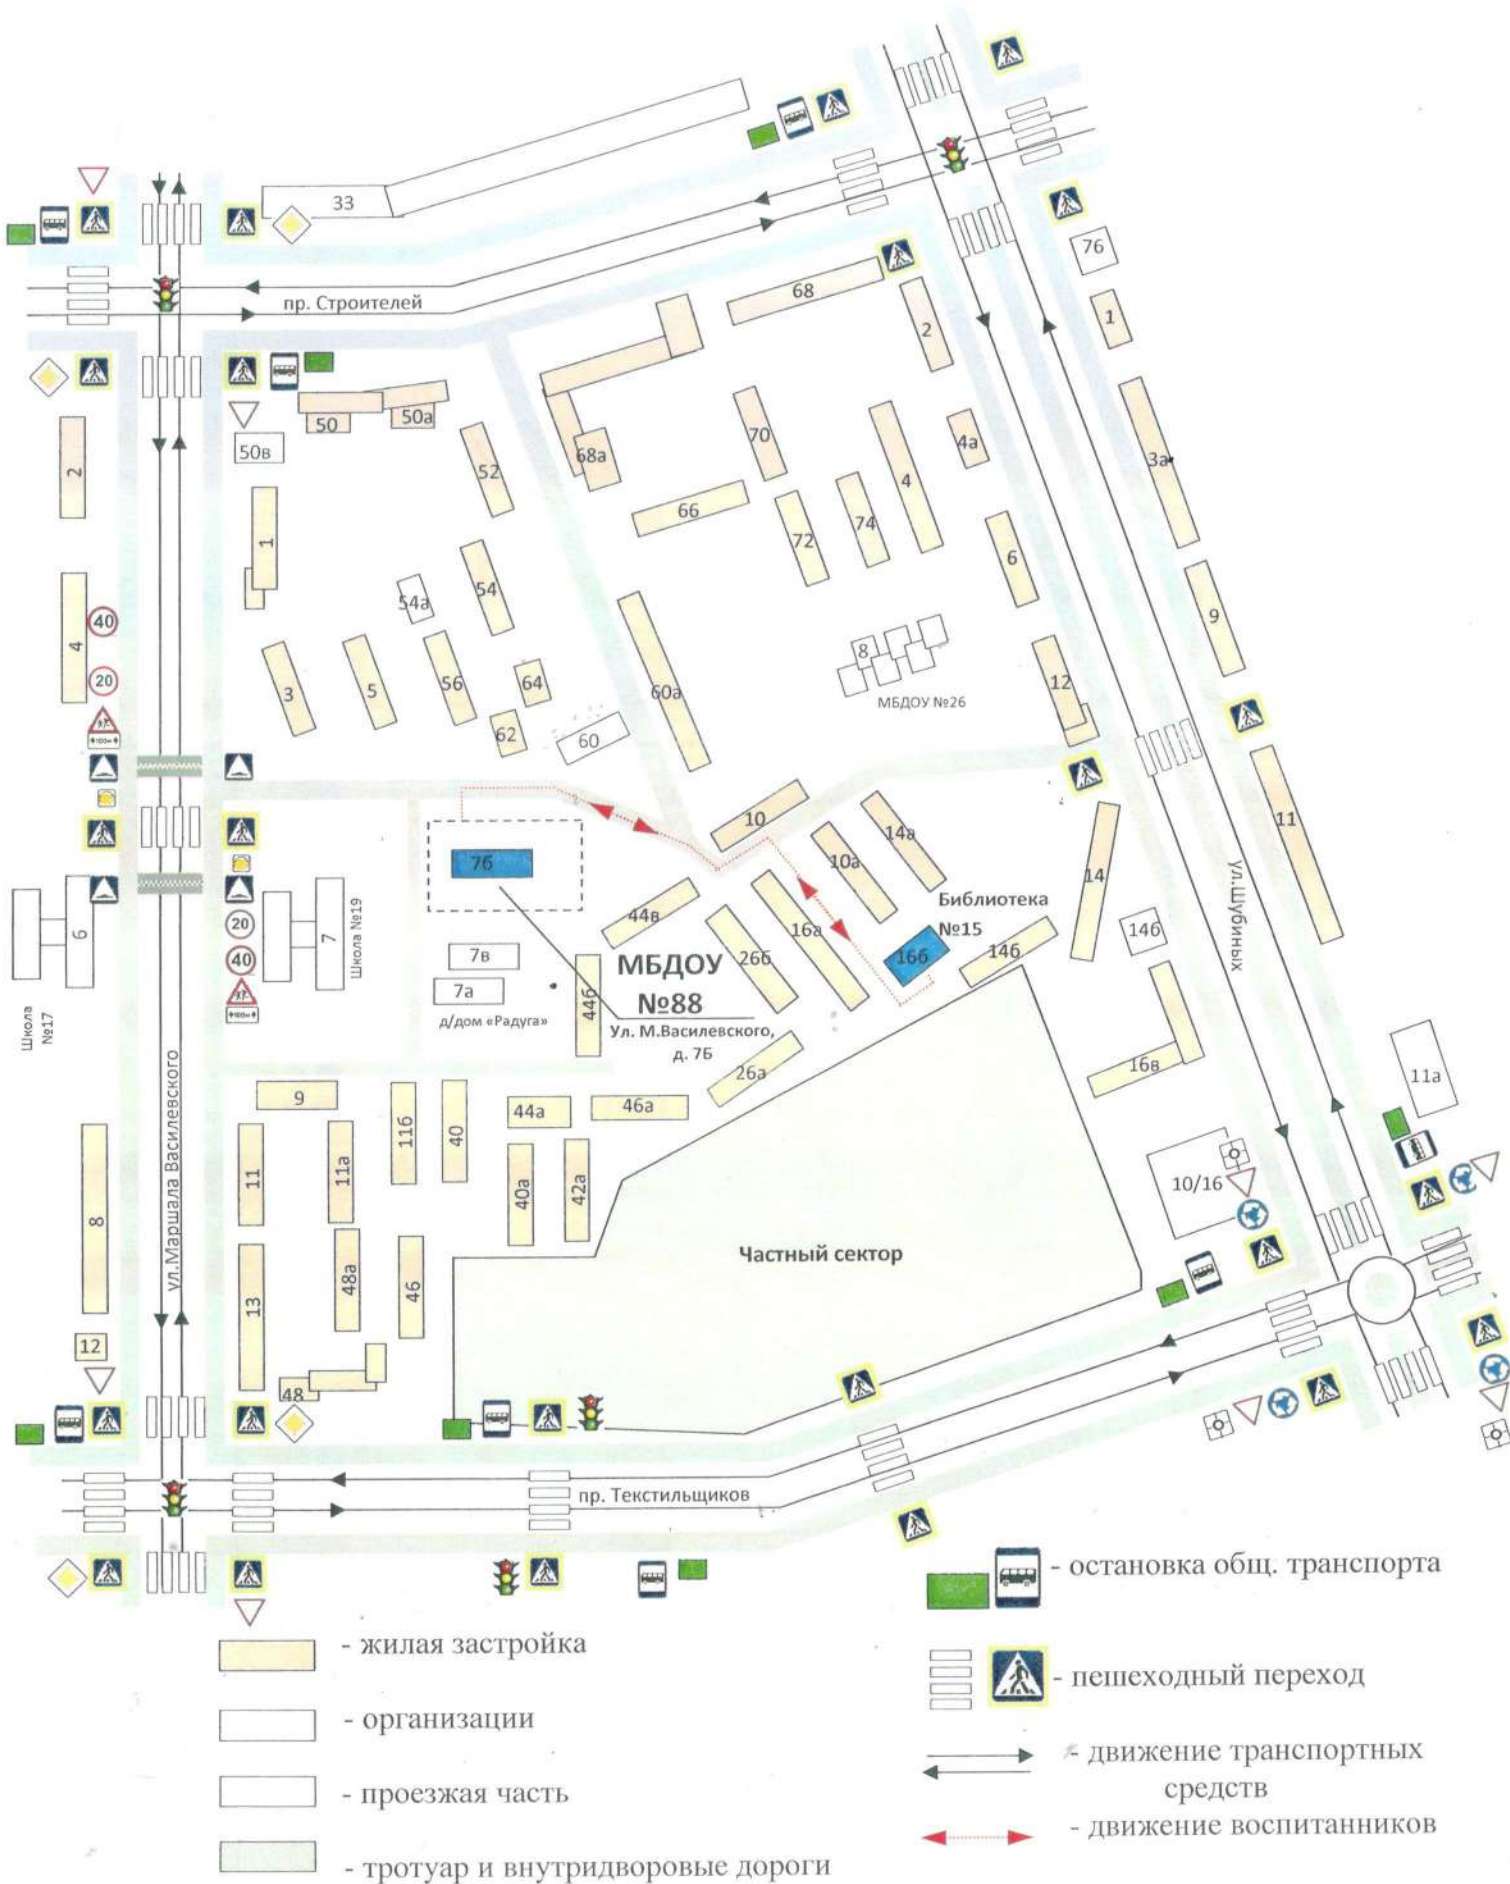 33
76
пр. Строителей
68
2
1
50
50а
50в
2
52
68а
70
4
4а
3а
66
72
74
1
54а
54
6
9
4
40
20
3
5
56
64
62
60
60а
8
МБДОУ №26
12
10
14а
11
7б
10а
14
ул.Шубиных
6
Школа №17
20
40
7
Школа №19
44в
26б
16а
Библиотека
№15
16б
14б
14б
7в
7а
д/дом «Радуга»
44б
МБДОУ
№88
Ул. М.Василевского,
д. 7Б
26а
16в
11а
ул.Маршала Василевского
9
11б
40
44а
46а
8
11
11а
40а
42а
10/16
13
48а
46
Частный сектор
12
48
пр. Текстильщиков
- остановка общ. транспорта
- жилая застройка
- пешеходный переход
- организации
- движение транспортных
средств
- проезжая часть
- движение воспитанников
- тротуар и внутридворовые дороги